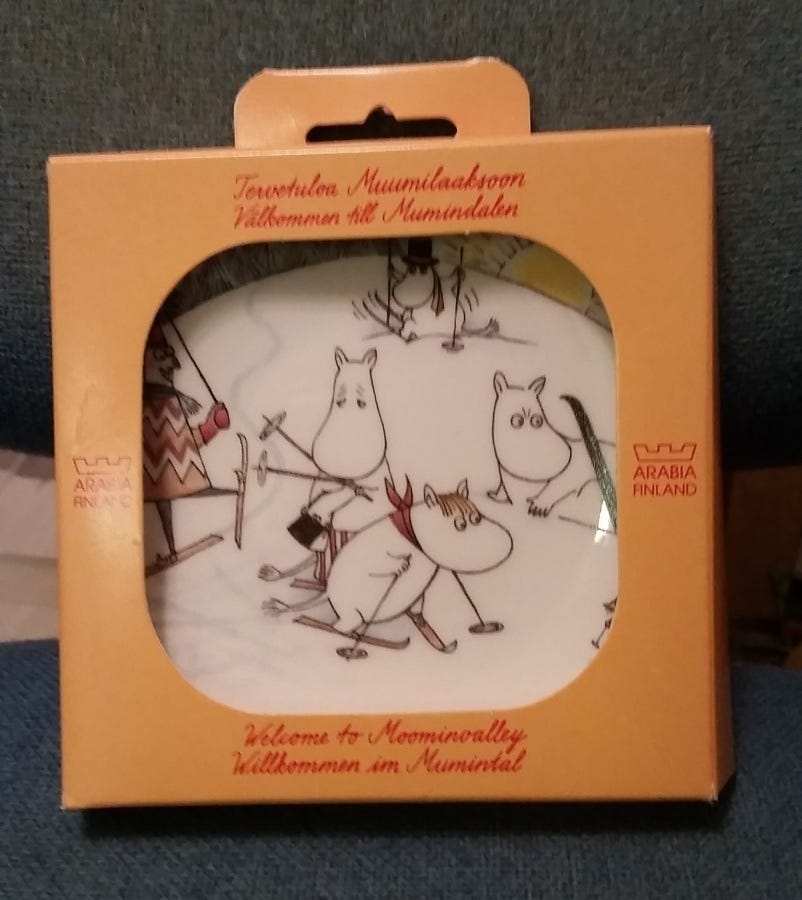 Tervetuloa Muumilaaksoon
Välkommen till Mumindalen
ARABIA
FINLAND
ARABIA
FINLAND
Welcome to Moominvalley
Willkommen im Mumintal